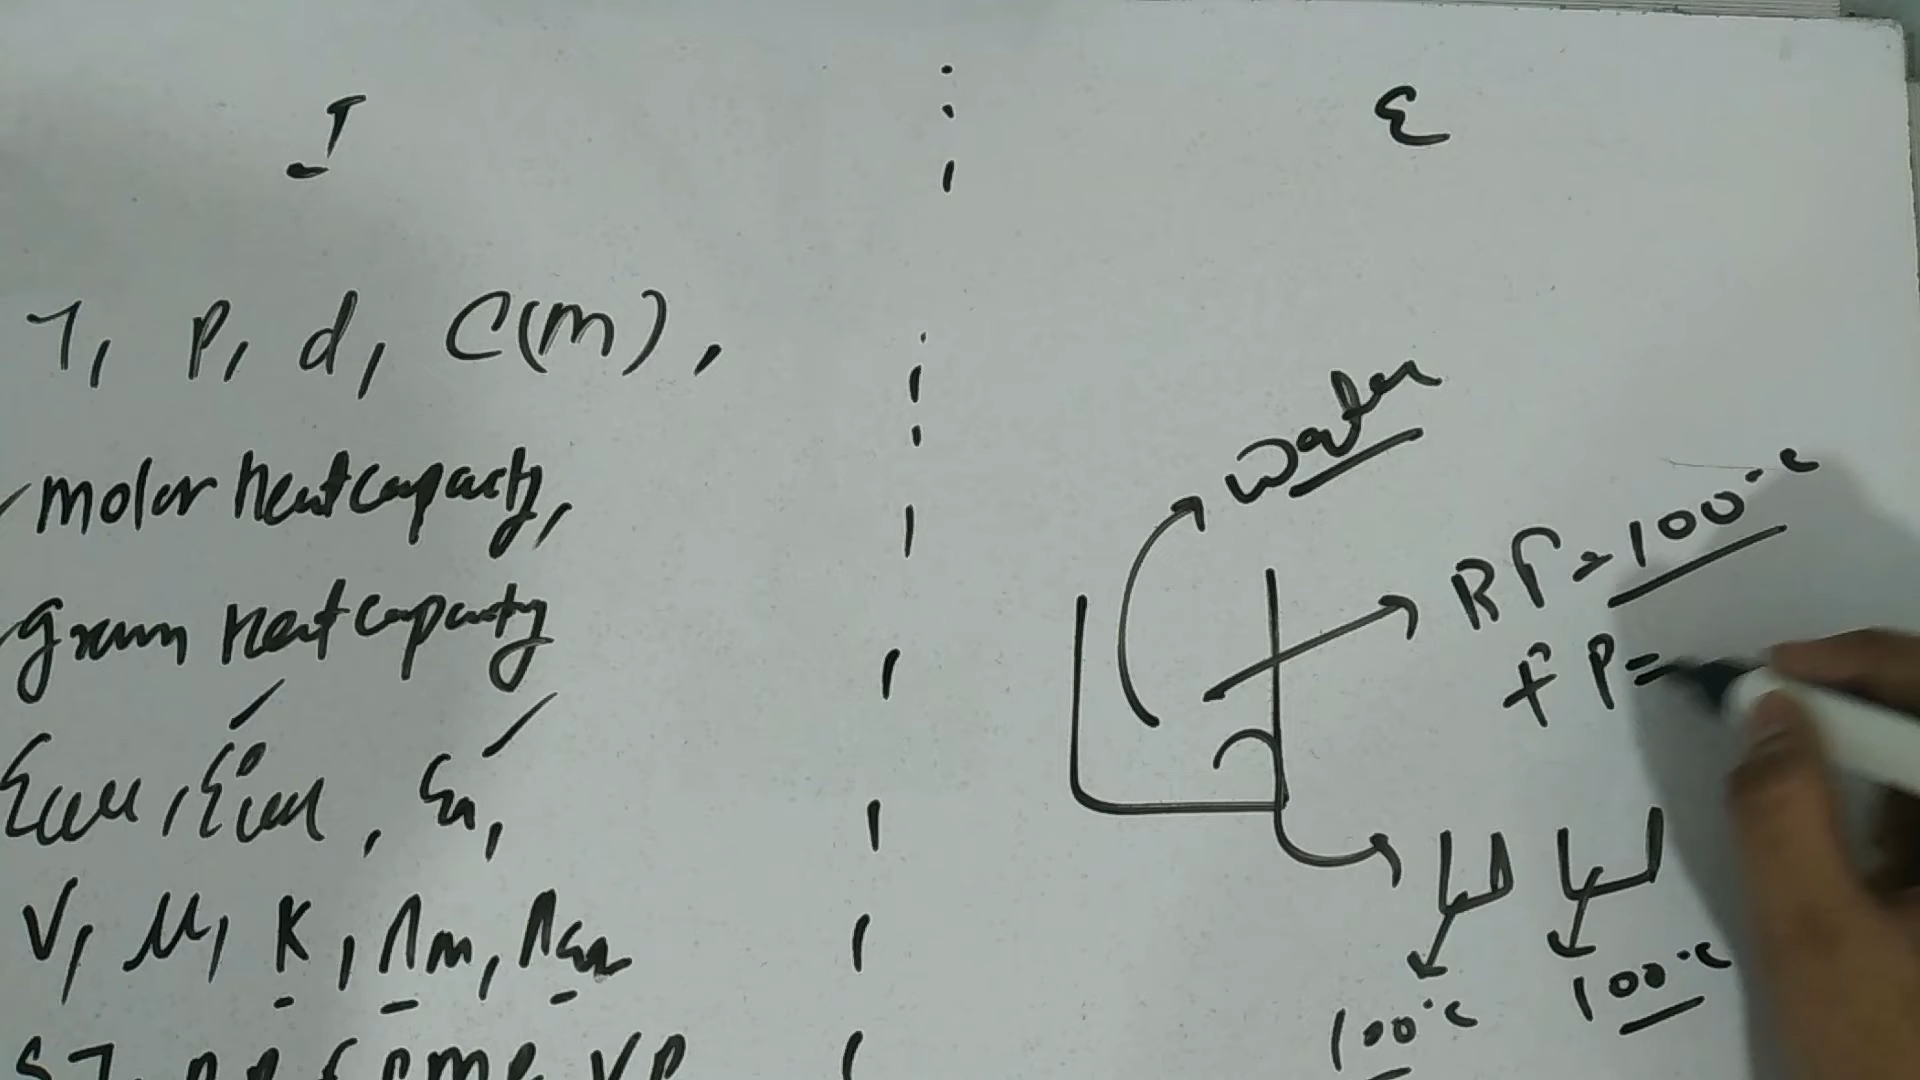 I
T, P, d, C(m),
molar heat capacity,
gram heat capacity
Ecell, E°cell, En,
V, μ, K, Λm, Λeq
ε
Water
BP = 100°C
FP =
100°C
100°C